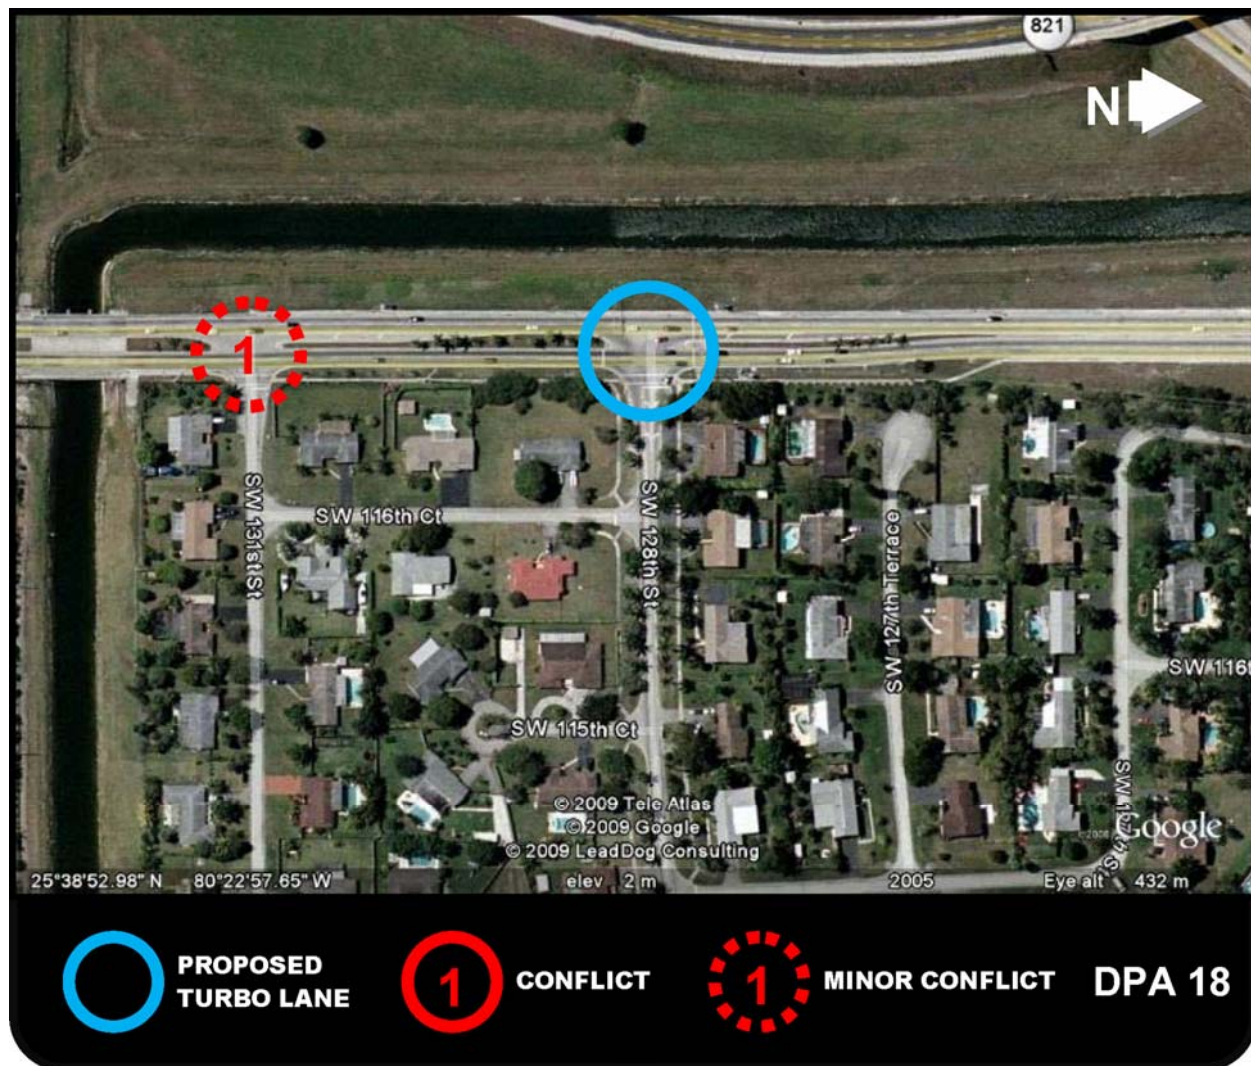 821
N
1
SW 131st St
SW 116th Ct
SW 128th St
SW 127th Terrace
SW 116t
SW 115th Ct
© 2009 Tele Atlas
© 2009 Google
© 2009 LeadDog Consulting
Google
25°38'52.98" N 80°22'57.65" W elev 2 m 2005 Eye alt 432 m
PROPOSED
TURBO LANE
1 CONFLICT
1 MINOR CONFLICT
DPA 18